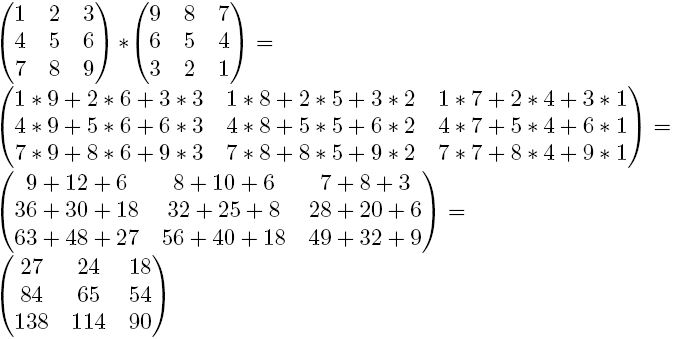 (1 2 3)   (9 8 7)
(4 5 6) * (6 5 4) =
(7 8 9)   (3 2 1)
(1 * 9 + 2 * 6 + 3 * 3   1 * 8 + 2 * 5 + 3 * 2   1 * 7 + 2 * 4 + 3 * 1)
(4 * 9 + 5 * 6 + 6 * 3   4 * 8 + 5 * 5 + 6 * 2   4 * 7 + 5 * 4 + 6 * 1) =
(7 * 9 + 8 * 6 + 9 * 3   7 * 8 + 8 * 5 + 9 * 2   7 * 7 + 8 * 4 + 9 * 1)
(9 + 12 + 6   8 + 10 + 6   7 + 8 + 3)
(36 + 30 + 18   32 + 25 + 8   28 + 20 + 6) =
(63 + 48 + 27   56 + 40 + 18   49 + 32 + 9)
(27 24 18)
(84 65 54)
(138 114 90)